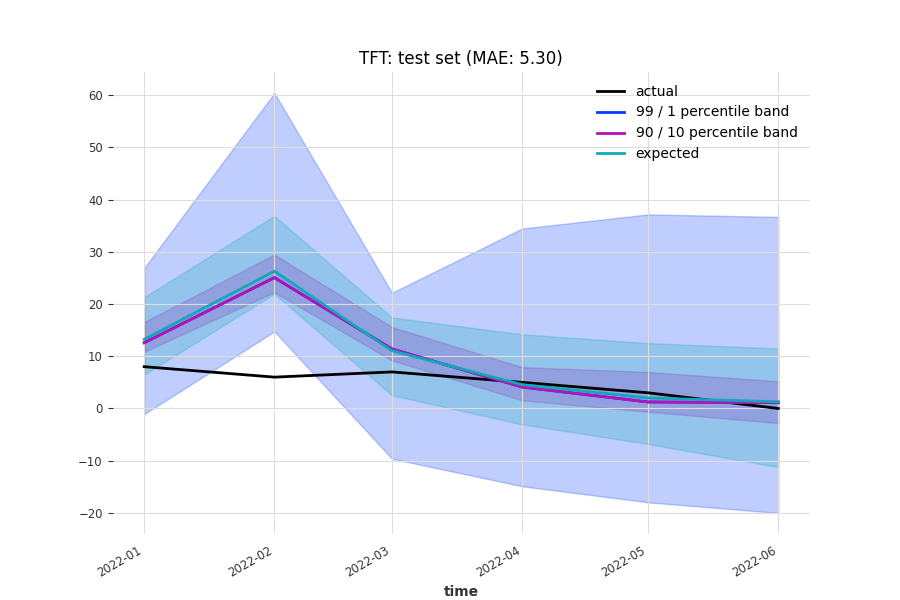 TFT: test set (MAE: 5.30)
actual
99 / 1 percentile band
90 / 10 percentile band
expected
60
50
40
30
20
10
0
−10
−20
2022-01
2022-02
2022-03
2022-04
2022-05
2022-06
time